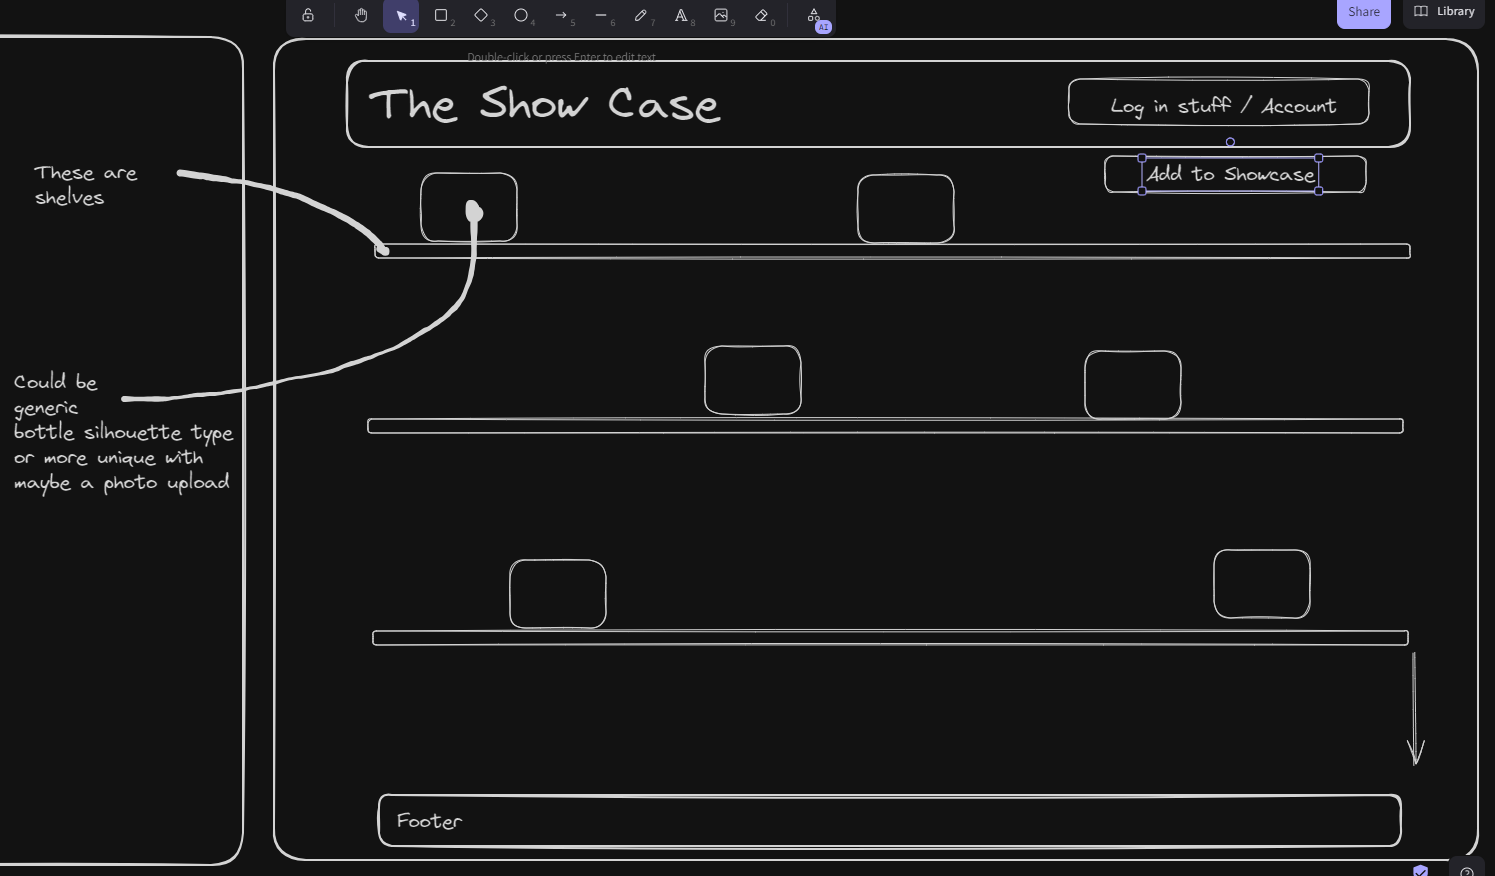 1
2
3
4
5
6
7
8
9
0
AI
Share
Library
Double-click or press Enter to edit text
The Show Case
Log in stuff / Account
Add to Showcase
These are
shelves
Could be
generic
bottle silhouette type
or more unique with
maybe a photo upload
Footer